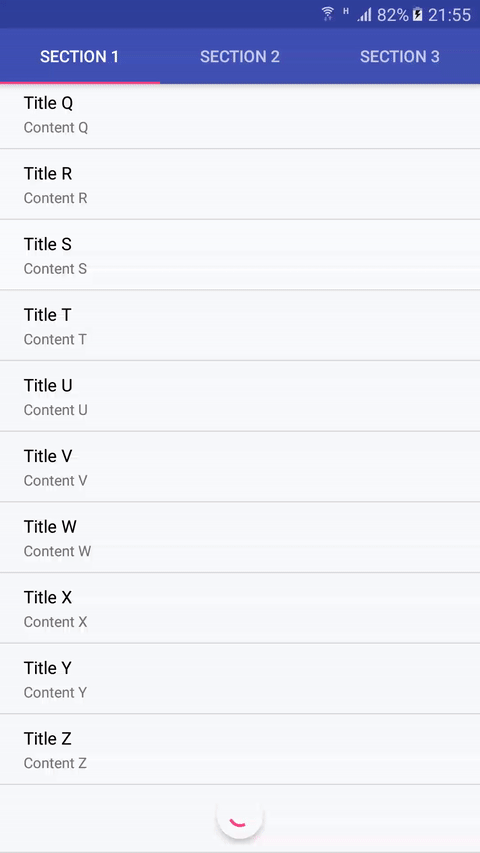 H 82% 21:55
SECTION 1 SECTION 2 SECTION 3
Title Q
Content Q
Title R
Content R
Title S
Content S
Title T
Content T
Title U
Content U
Title V
Content V
Title W
Content W
Title X
Content X
Title Y
Content Y
Title Z
Content Z